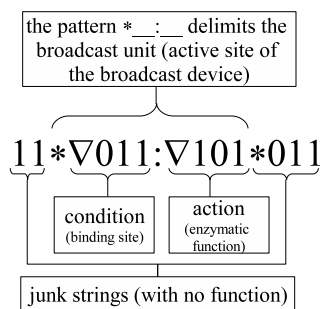 the pattern *__:__ delimits the
broadcast unit (active site of
the broadcast device)
11*∇011:∇101*011
condition
(binding site)
action
(enzymatic
function)
junk strings (with no function)